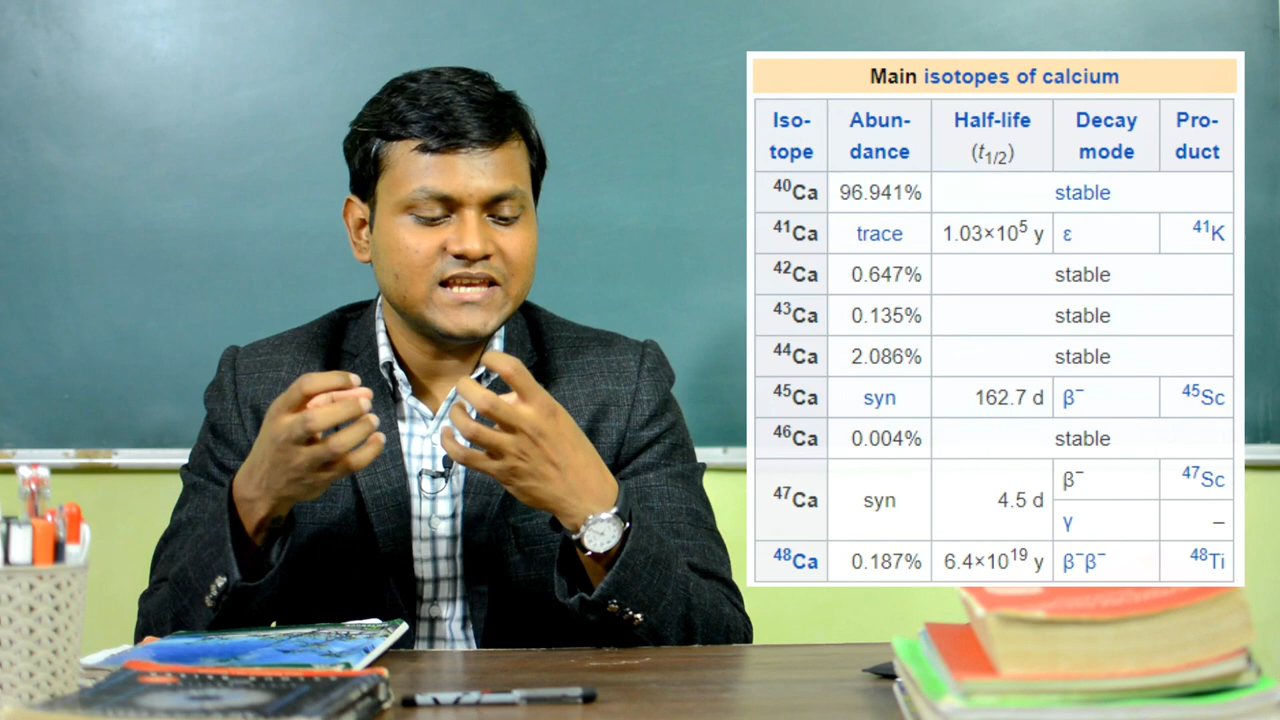 Main isotopes of calcium
Iso-tope Abun-dance Half-life (t1/2) Decay mode Pro-duct
⁴⁰Ca 96.941% stable
⁴¹Ca trace 1.03×10⁵ y ε ⁴¹K
⁴²Ca 0.647% stable
⁴³Ca 0.135% stable
⁴⁴Ca 2.086% stable
⁴⁵Ca syn 162.7 d β⁻ ⁴⁵Sc
⁴⁶Ca 0.004% stable
⁴⁷Ca syn 4.5 d β⁻ ⁴⁷Sc
γ –
⁴⁸Ca 0.187% 6.4×10¹⁹ y β⁻β⁻ ⁴⁸Ti